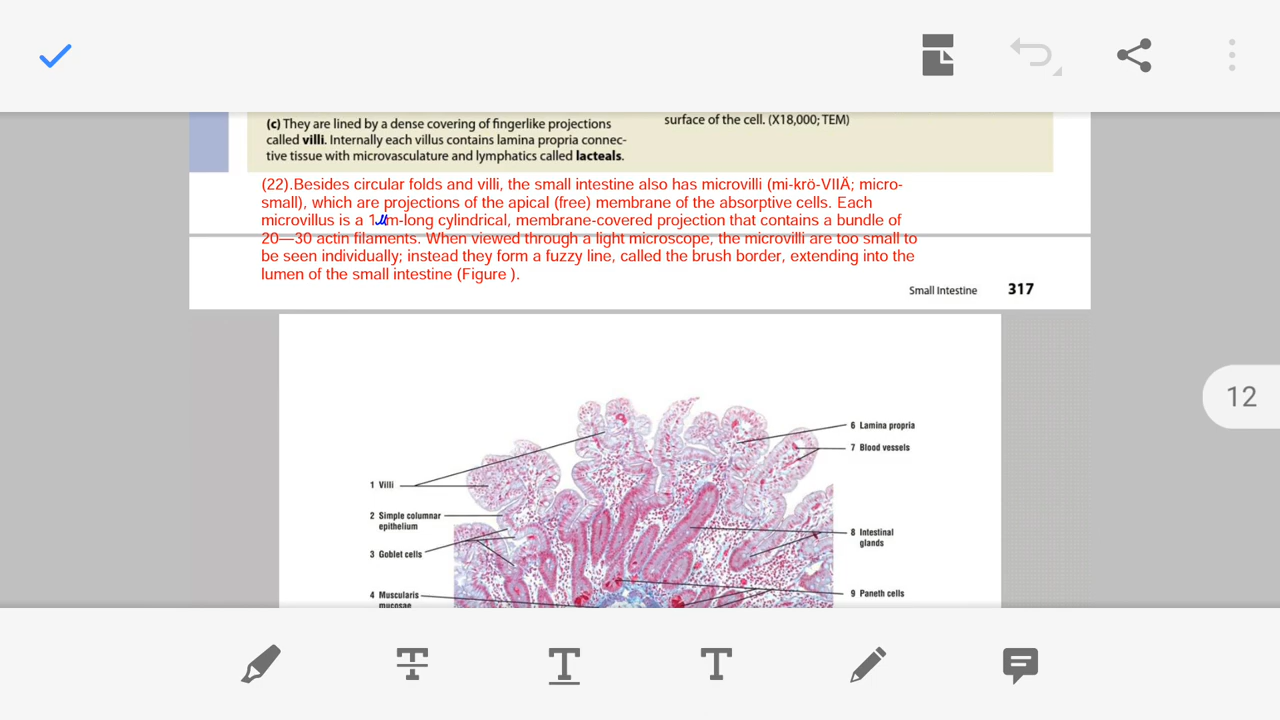 (c) They are lined by a dense covering of fingerlike projections
called villi. Internally each villus contains lamina propria connec-
tive tissue with microvasculature and lymphatics called lacteals.
surface of the cell. (X18,000; TEM)
(22).Besides circular folds and villi, the small intestine also has microvilli (mi-krö-VIIÄ; micro-
small), which are projections of the apical (free) membrane of the absorptive cells. Each
microvillus is a 1μm-long cylindrical, membrane-covered projection that contains a bundle of
20—30 actin filaments. When viewed through a light microscope, the microvilli are too small to
be seen individually; instead they form a fuzzy line, called the brush border, extending into the
lumen of the small intestine (Figure ).
Small Intestine 317
12
6 Lamina propria
7 Blood vessels
1 Villi
2 Simple columnar
epithelium
3 Goblet cells
4 Muscularis
mucosae
8 Intestinal
glands
9 Paneth cells